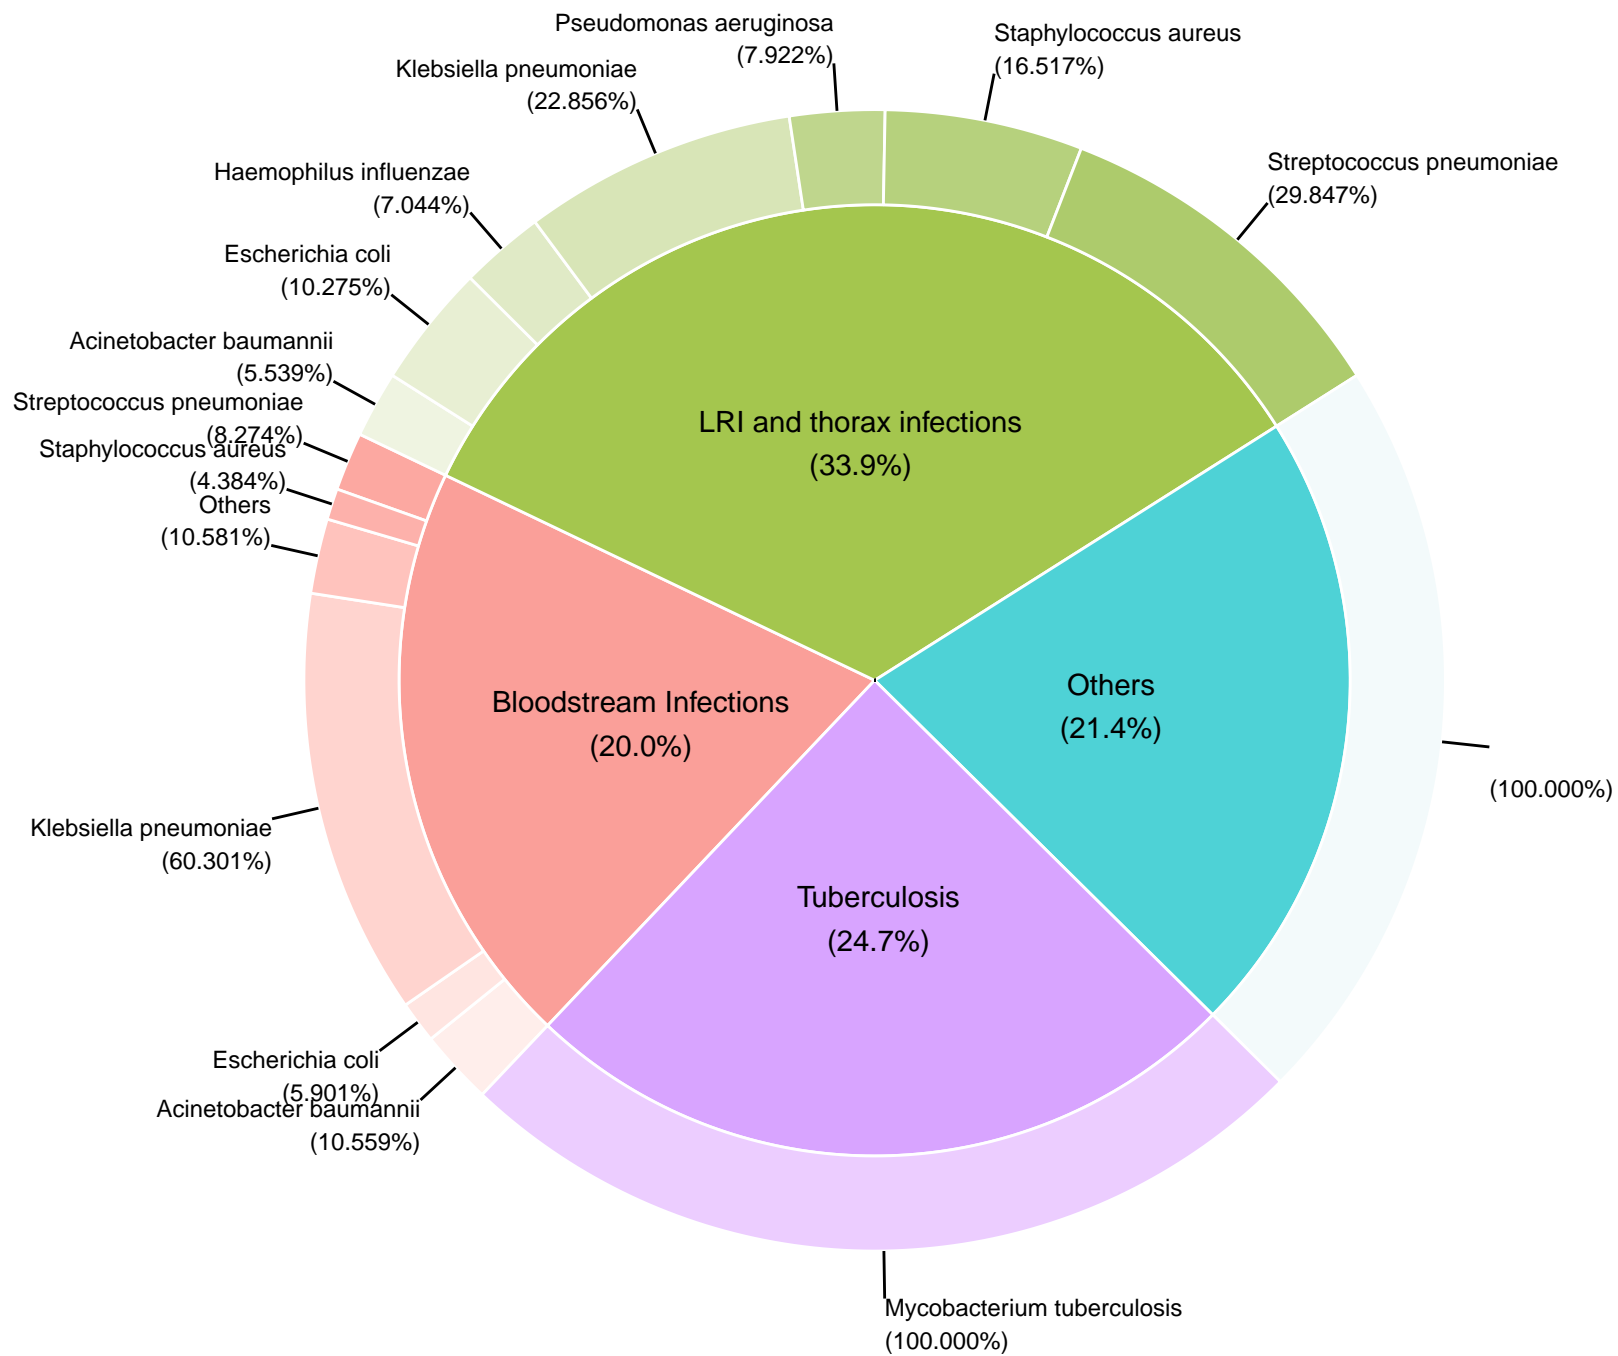 Pseudomonas aeruginosa
(7.922%)
Staphylococcus aureus
(16.517%)
Klebsiella pneumoniae
(22.856%)
Streptococcus pneumoniae
(29.847%)
Haemophilus influenzae
(7.044%)
Escherichia coli
(10.275%)
Acinetobacter baumannii
(5.539%)
Streptococcus pneumoniae
(8.274%)
Staphylococcus aureus
(4.384%)
Others
(10.581%)
LRI and thorax infections
(33.9%)
Others
(21.4%)
Bloodstream Infections
(20.0%)
(100.000%)
Klebsiella pneumoniae
(60.301%)
Tuberculosis
(24.7%)
Escherichia coli
(5.901%)
Acinetobacter baumannii
(10.559%)
Mycobacterium tuberculosis
(100.000%)